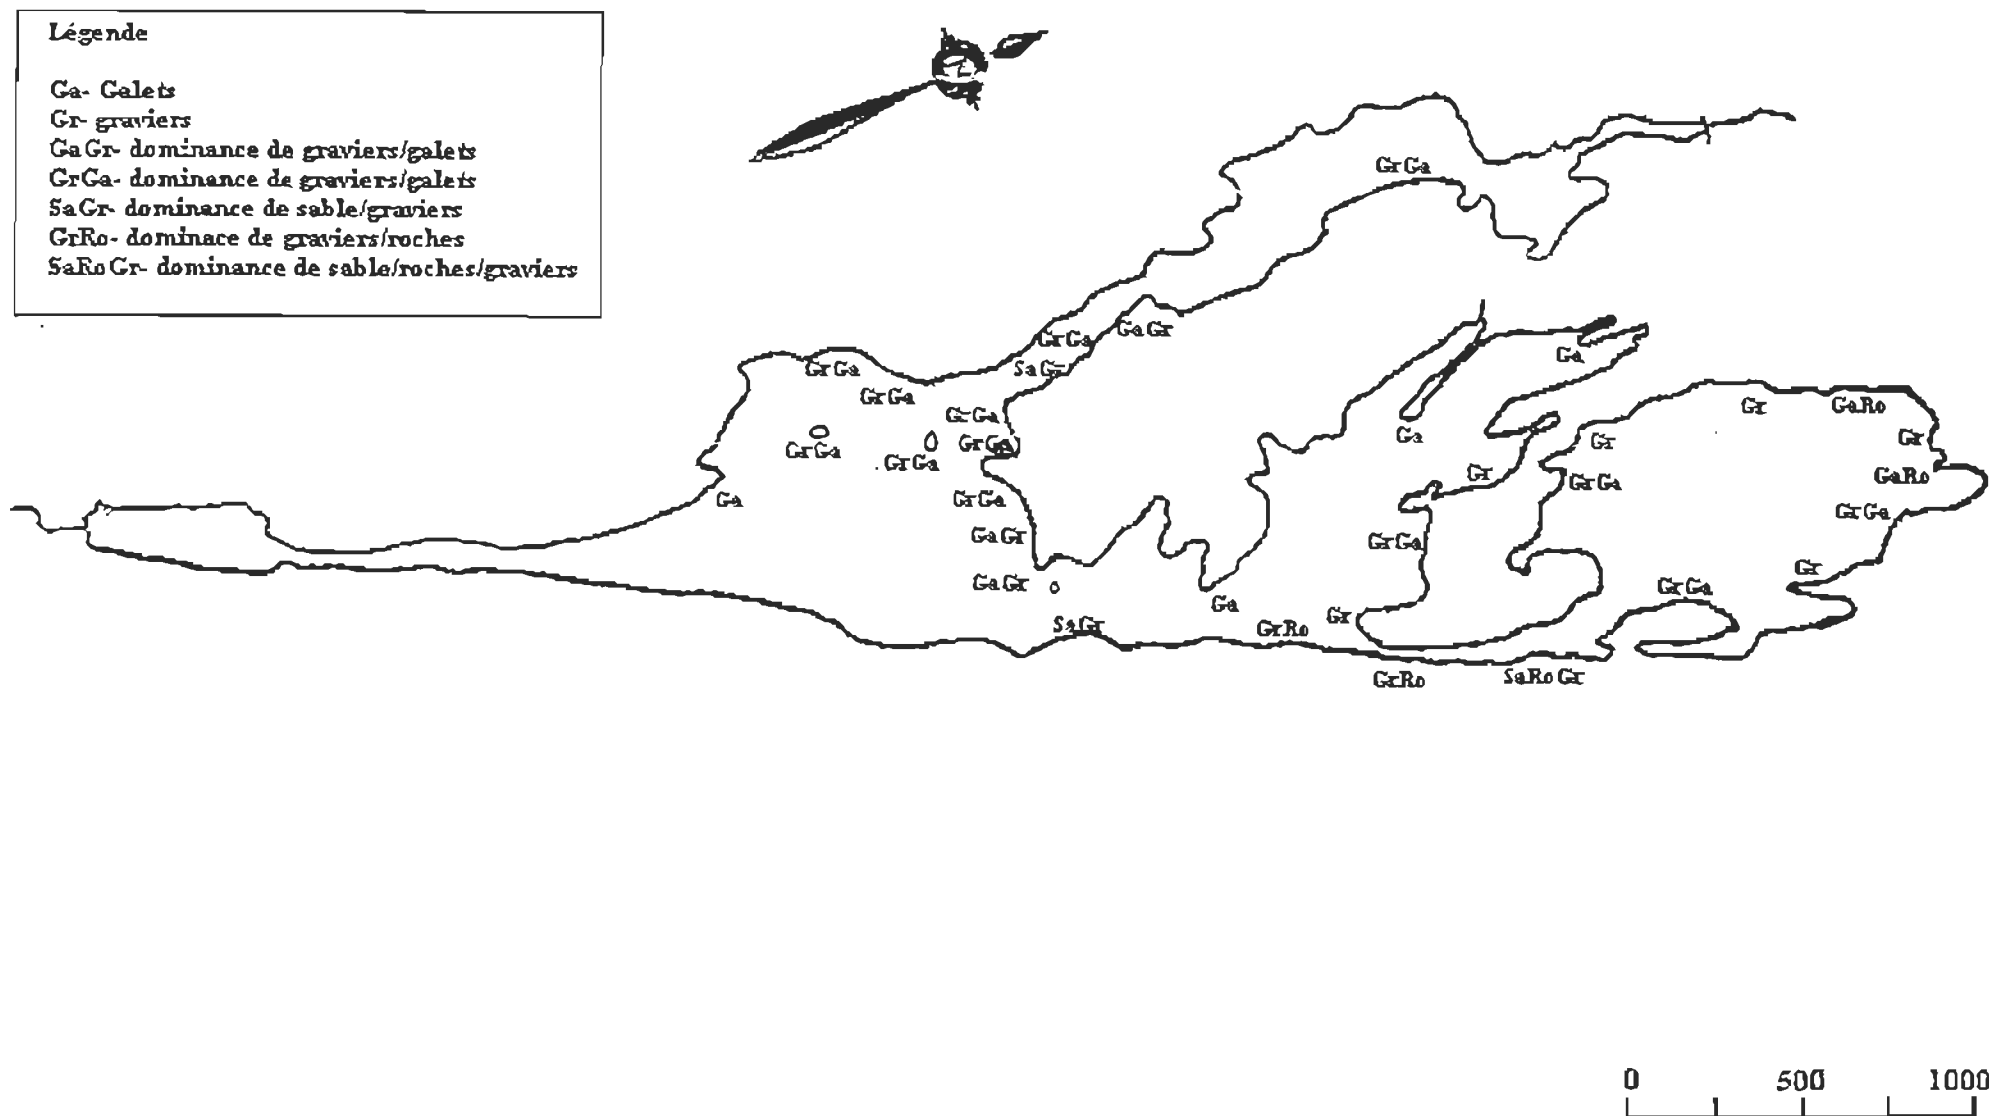 Légende
Ga- Galets
Gr- graviers
GaGr- dominance de graviers/galets
GrGa- dominance de graviers/galets
SaGr- dominance de sable/graviers
GrRo- dominace de graviers/roches
SaRoGr- dominance de sable/roches/graviers
GrGa
GrGa
GaGr
SaGr
GrGa
GrGa
GrGa
GrGa
GrGa
GrGa
GrGa
Ga
GaGr
GaGr
SaGr
Ga
GrRo
GrRo
SaRoGr
Ga
Ga
Gr
Gr
GrGa
GrGa
Gr
GrGa
Gr
GaRo
Gr
GaRo
GrGa
Gr
0 500 1000